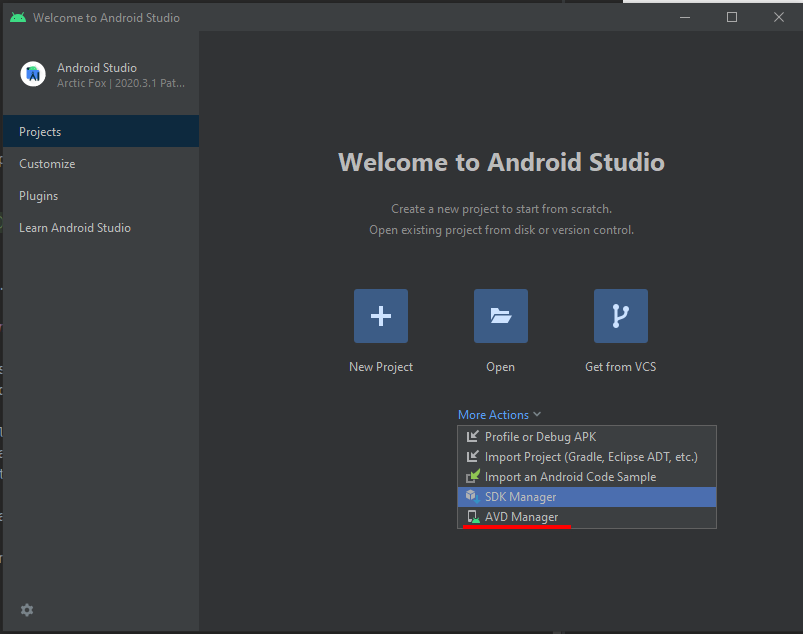 Welcome to Android Studio
Android Studio
Arctic Fox | 2020.3.1 Pat...
Projects
Customize
Plugins
Learn Android Studio
Welcome to Android Studio
Create a new project to start from scratch.
Open existing project from disk or version control.
New Project
Open
Get from VCS
More Actions
Profile or Debug APK
Import Project (Gradle, Eclipse ADT, etc.)
Import an Android Code Sample
SDK Manager
AVD Manager